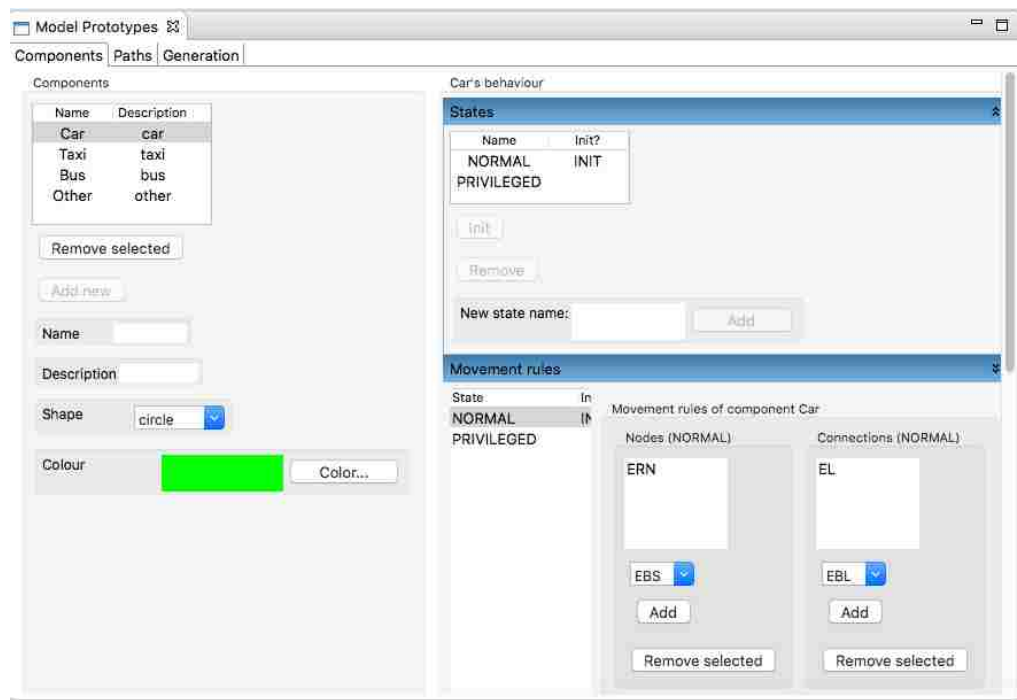 Model Prototypes
Components Paths Generation
Components
Name Description
Car car
Taxi taxi
Bus bus
Other other
Remove selected
Add new
Name
Description
Shape circle
Colour Color...
Car's behaviour
States
Name Init?
NORMAL INIT
PRIVILEGED
Init
Remove
New state name: Add
Movement rules
State In
NORMAL IN
PRIVILEGED
Movement rules of component Car
Nodes (NORMAL) Connections (NORMAL)
ERN EL
EBS EBL
Add Add
Remove selected Remove selected